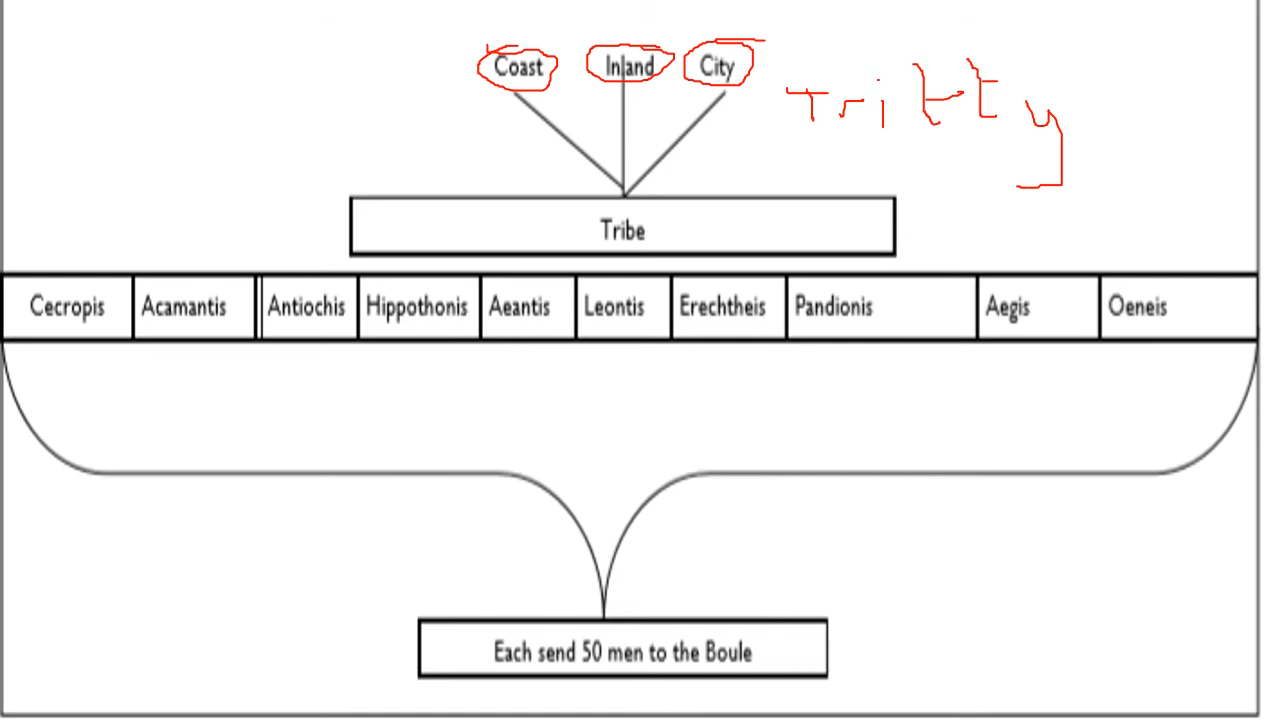 Coast Inland City
Tritty
Tribe
Cecropis Acamantis Antiochis Hippothonis Aeantis Leontis Erechtheis Pandionis Aegis Oeneis
Each send 50 men to the Boule